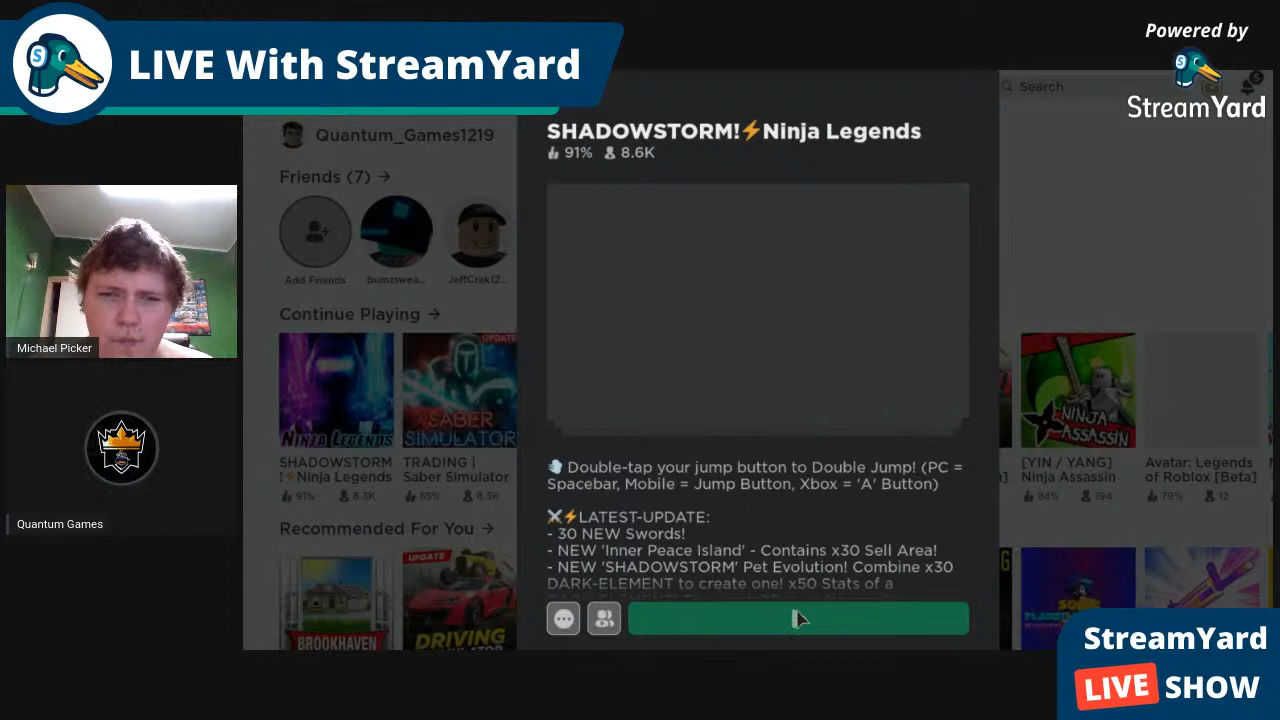 LIVE With StreamYard
Powered by
StreamYard
Search
5
Quantum_Games1219
Friends (7) →
Add Friends
bumzswea...
JeffCrak12...
Continue Playing →
UPDATE
NINJA LEGENDS
SABER
SIMULATOR
SHADOWSTORM
!⚡Ninja Legends
91% 8.3K
TRADING |
Saber Simulator
89% 8.3K
Recommended For You →
BROOKHAVEN
UPDATE
DRIVING
SHADOWSTORM!⚡Ninja Legends
91% 8.6K
💨 Double-tap your jump button to Double Jump! (PC =
Spacebar, Mobile = Jump Button, Xbox = 'A' Button)
⚔⚡LATEST-UPDATE:
- 30 NEW Swords!
- NEW 'Inner Peace Island' - Contains x30 Sell Area!
- NEW 'SHADOWSTORM' Pet Evolution! Combine x30
DARK-ELEMENT to create one! x50 Stats of a
NINJA
ASSASSIN
[YIN / YANG]
Ninja Assassin
84% 194
Avatar: Legends
of Roblox [Beta]
79% 12
Michael Picker
Quantum Games
StreamYard
LIVE SHOW